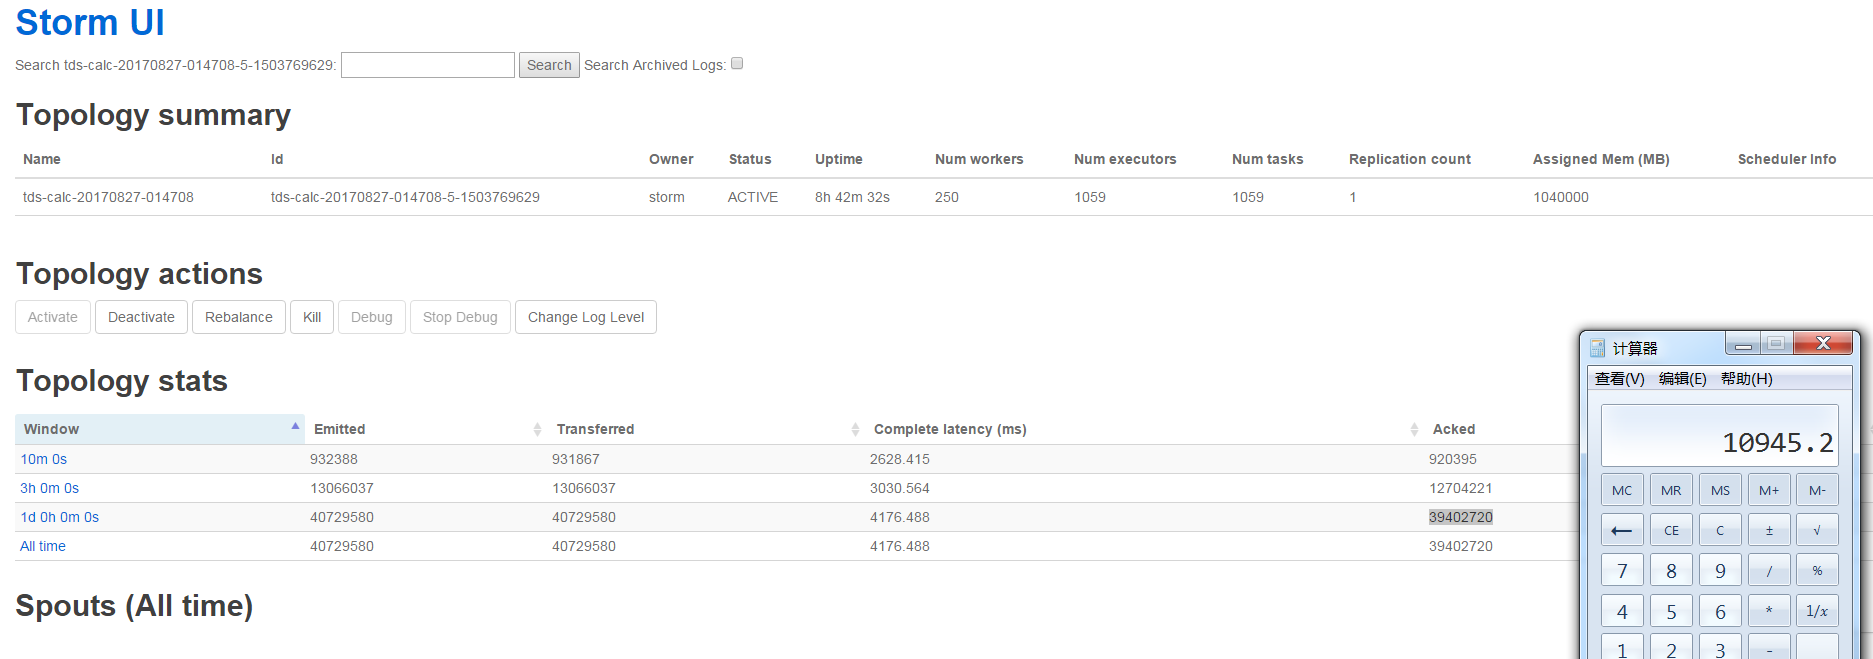 Storm UI
Search tds-calc-20170827-014708-5-1503769629: Search Search Archived Logs:
Topology summary
Name Id Owner Status Uptime Num workers Num executors Num tasks Replication count Assigned Mem (MB) Scheduler Info
tds-calc-20170827-014708 tds-calc-20170827-014708-5-1503769629 storm ACTIVE 8h 42m 32s 250 1059 1059 1 1040000
Topology actions
Activate Deactivate Rebalance Kill Debug Stop Debug Change Log Level
Topology stats
Window Emitted Transferred Complete latency (ms) Acked
10m 0s 932388 931867 2628.415 920395
3h 0m 0s 13066037 13066037 3030.564 12704221
1d 0h 0m 0s 40729580 40729580 4176.488 39402720
All time 40729580 40729580 4176.488 39402720
Spouts (All time)
计算器
查看(V) 编辑(E) 帮助(H)
10945.2
MC MR MS M+ M-
← CE C ± √
7 8 9 / %
4 5 6 * 1/x
1 2 3 -